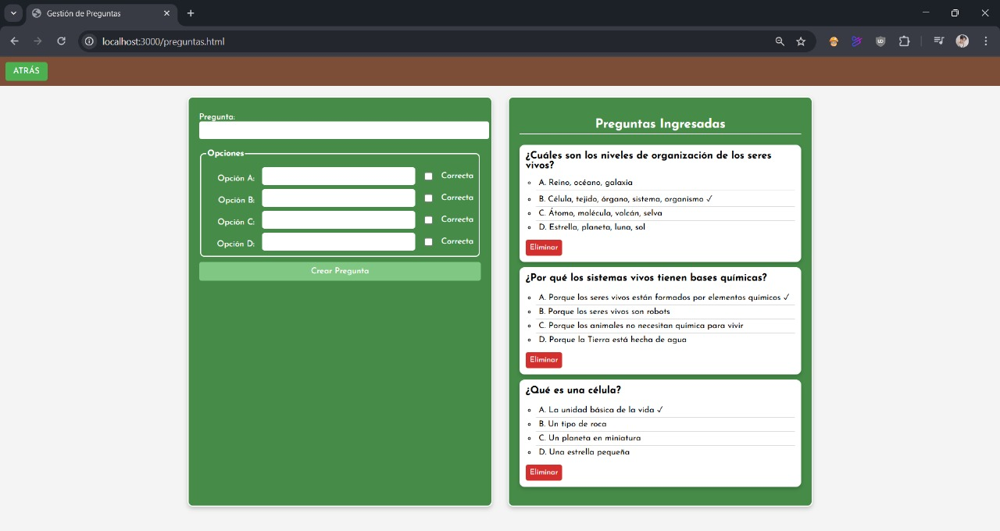 Gestión de Preguntas
localhost:3000/preguntas.html
ATRÁS
Pregunta:
Opciones
Opción A:
Correcta
Opción B:
Correcta
Opción C:
Correcta
Opción D:
Correcta
Crear Pregunta
Preguntas Ingresadas
¿Cuáles son los niveles de organización de los seres
vivos?
A. Reino, océano, galaxia
B. Célula, tejido, órgano, sistema, organismo ✓
C. Átomo, molécula, volcán, selva
D. Estrella, planeta, luna, sol
Eliminar
¿Por qué los sistemas vivos tienen bases químicas?
A. Porque los seres vivos están formados por elementos químicos ✓
B. Porque los seres vivos son robots
C. Porque los animales no necesitan química para vivir
D. Porque la Tierra está hecha de agua
Eliminar
¿Qué es una célula?
A. La unidad básica de la vida ✓
B. Un tipo de roca
C. Un planeta en miniatura
D. Una estrella pequeña
Eliminar